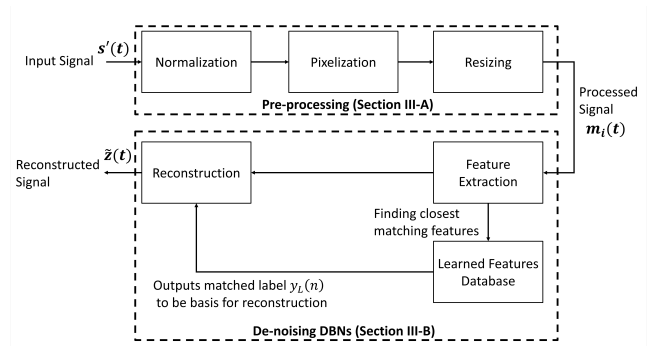 Input Signal
s′(t)
Normalization
Pixelization
Resizing
Pre-processing (Section III-A)
Processed
Signal
mᵢ(t)
Reconstructed
Signal
z̃(t)
Reconstruction
Feature
Extraction
Finding closest
matching features
Learned Features
Database
Outputs matched label y_L(n)
to be basis for reconstruction
De-noising DBNs (Section III-B)